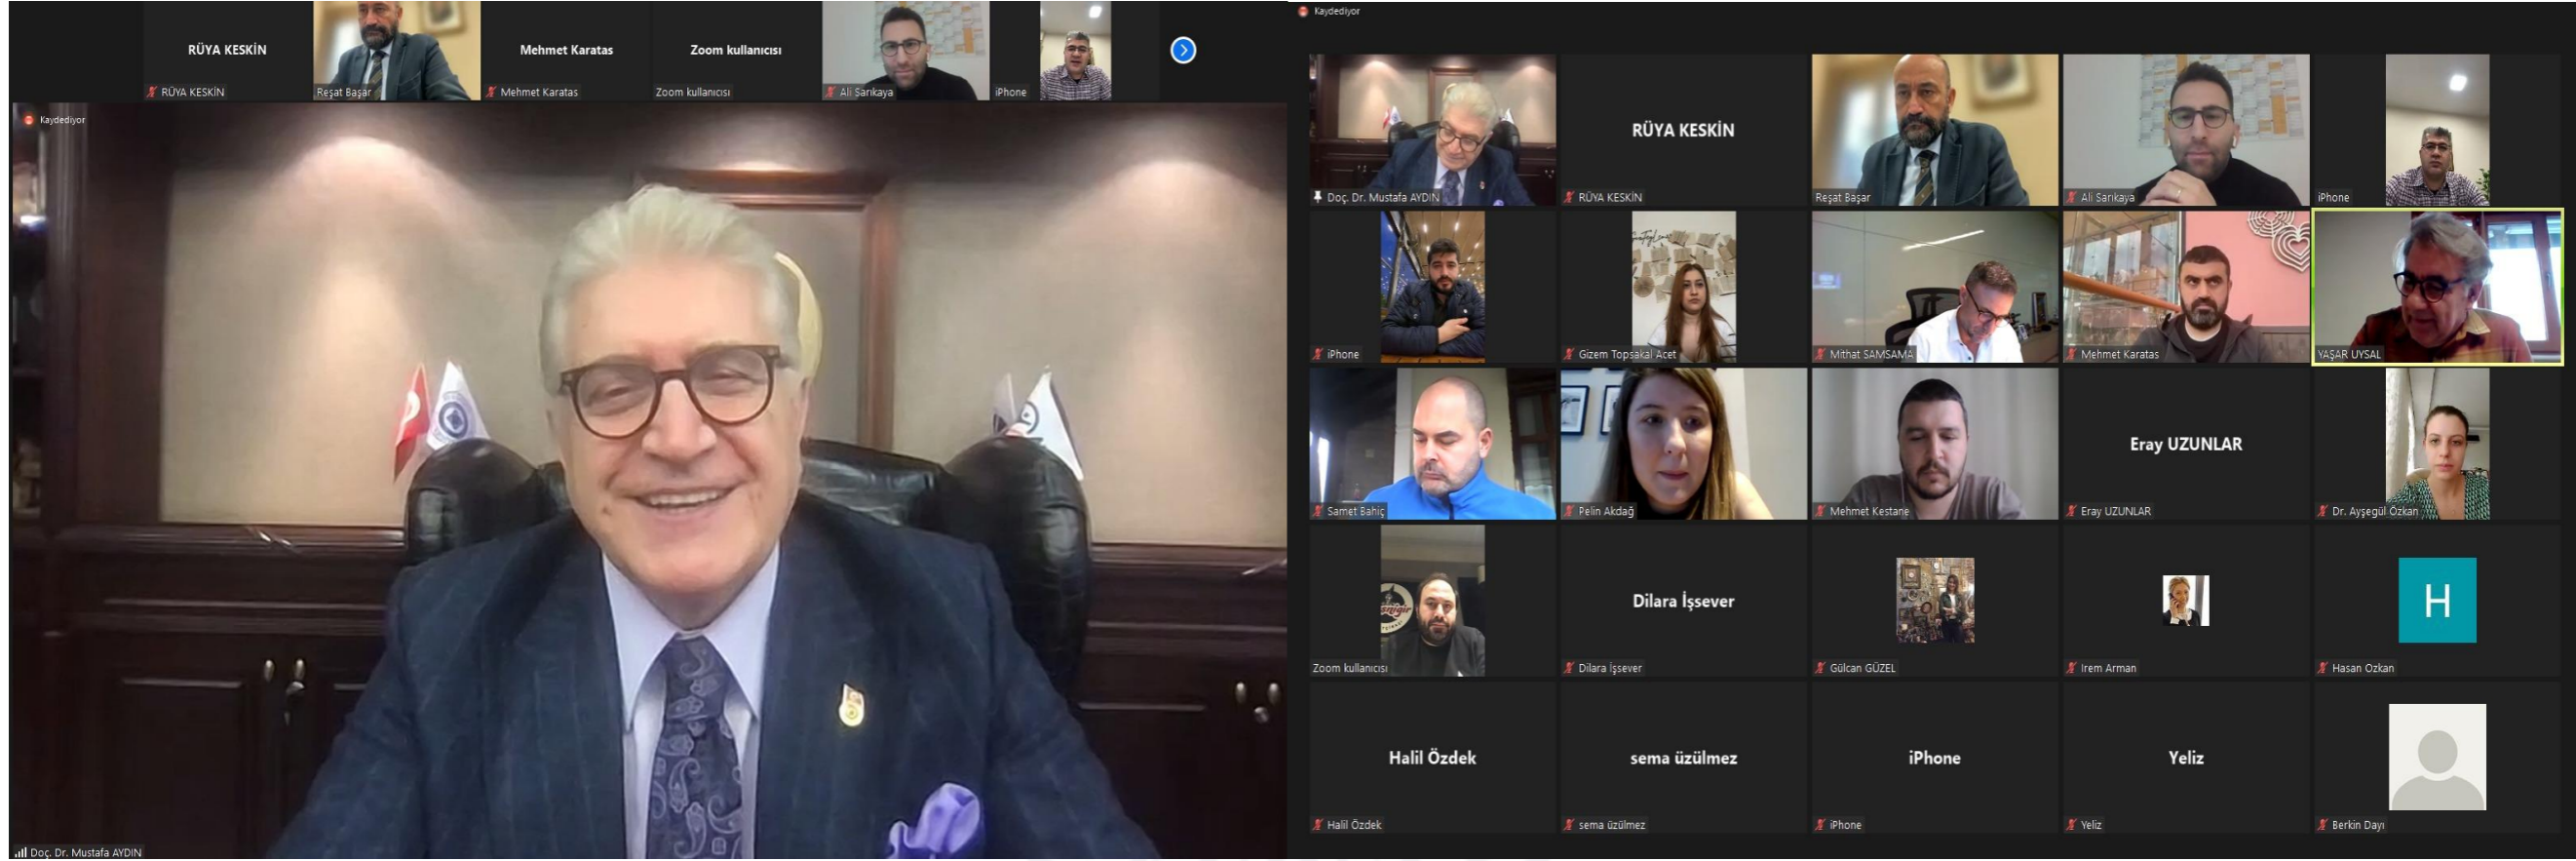 RÜYA KESKİN
Mehmet Karatas
Zoom kullanıcısı
RÜYA KESKİN
Reşat Başar
Mehmet Karatas
Zoom kullanıcısı
Ali Sarıkaya
iPhone
Kaydediyor
Doç. Dr. Mustafa AYDIN
Kaydediyor
RÜYA KESKİN
Doç. Dr. Mustafa AYDIN
RÜYA KESKİN
Reşat Başar
Ali Sarıkaya
iPhone
iPhone
Gizem Topsakal Acet
Mithat SAMSAMA
Mehmet Karatas
YAŞAR UYSAL
Eray UZUNLAR
Samet Bahiç
Pelin Akdağ
Mehmet Kestane
Eray UZUNLAR
Dr. Ayşegül Özkan
Dilara İşsever
H
Zoom kullanıcısı
Dilara İşsever
Gülcan GÜZEL
Irem Arman
Hasan Ozkan
Halil Özdek
sema üzülmez
iPhone
Yeliz
Halil Özdek
sema üzülmez
iPhone
Yeliz
Berkin Dayı